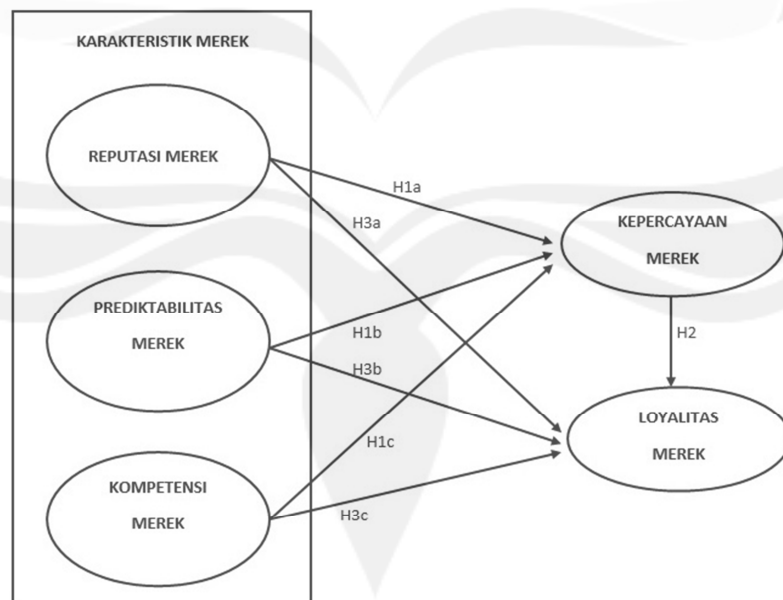 KARAKTERISTIK MEREK
REPUTASI MEREK
H1a
H3a
KEPERCAYAAN
MEREK
PREDIKTABILITAS
MEREK
H1b
H3b
H2
LOYALITAS
MEREK
H1c
KOMPETENSI
MEREK
H3c